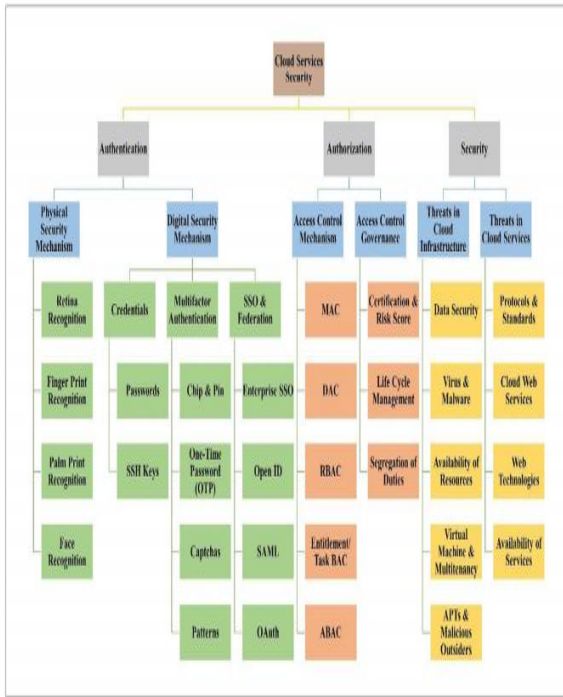 Cloud Services
Security
Authentication
Authorization
Security
Physical
Security
Mechanism
Digital Security
Mechanism
Access Control
Mechanism
Access Control
Governance
Threats in
Cloud
Infrastructure
Threats in
Cloud Services
Retina
Recognition
Credentials
Multifactor
Authentication
SSO &
Federation
MAC
Certification &
Risk Score
Data Security
Protocols &
Standards
Finger Print
Recognition
Passwords
Chip & Pin
Enterprise SSO
DAC
Life Cycle
Management
Virus &
Malware
Cloud Web
Services
Palm Print
Recognition
SSH Keys
One-Time
Password
(OTP)
Open ID
RBAC
Segregation of
Duties
Availability of
Resources
Web
Technologies
Face
Recognition
Captchas
SAML
Entitlement/
Task BAC
Virtual
Machine &
Multitenancy
Availability of
Services
Patterns
OAuth
ABAC
APTs &
Malicious
Outsiders